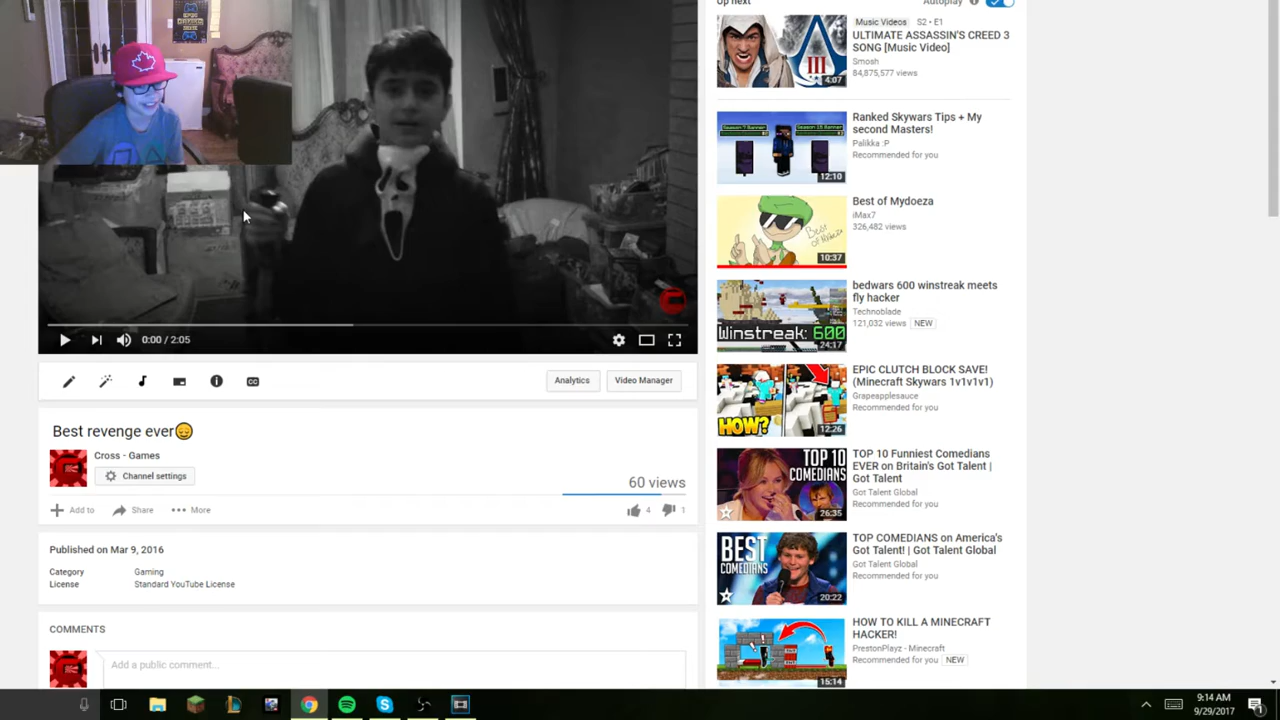 Up next
Autoplay
Music Videos S2 • E1
ULTIMATE ASSASSIN'S CREED 3
SONG [Music Video]
Smosh
84,875,577 views
III
4:07
Ranked Skywars Tips + My
second Masters!
Palikka :P
Recommended for you
12:10
Best of Mydoeza
iMax7
326,482 views
10:37
bedwars 600 winstreak meets
fly hacker
Technoblade
121,032 views NEW
Winstreak: 600
24:17
EPIC CLUTCH BLOCK SAVE!
(Minecraft Skywars 1v1v1v1)
Grapeapplesauce
Recommended for you
HOW?
12:26
TOP 10 Funniest Comedians
EVER on Britain's Got Talent |
Got Talent
Got Talent Global
Recommended for you
TOP 10
COMEDIANS
26:35
TOP COMEDIANS on America's
Got Talent! | Got Talent Global
Got Talent Global
Recommended for you
BEST
COMEDIANS
20:22
HOW TO KILL A MINECRAFT
HACKER!
PrestonPlayz - Minecraft
Recommended for you NEW
15:14
0:00 / 2:05
CC
Analytics
Video Manager
Best revenge ever😔
Cross - Games
Channel settings
60 views
Add to
Share
More
4
1
Published on Mar 9, 2016
Category Gaming
License Standard YouTube License
COMMENTS
Add a public comment...
9:14 AM
9/29/2017